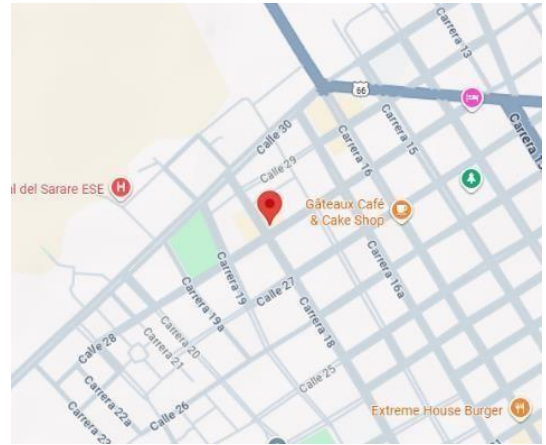 Carrera 13
66
Calle 30
Carrera 15
Carrera 16
Calle 29
al del Sarare ESE
H
Gâteaux Café
& Cake Shop
Calle 27
Carrera 16a
Carrera 19
Carrera 19a
Carrera 18
Calle 28
Carrera 20
Carrera 21
Calle 25
Carrera 22a
Calle 26
Extreme House Burger